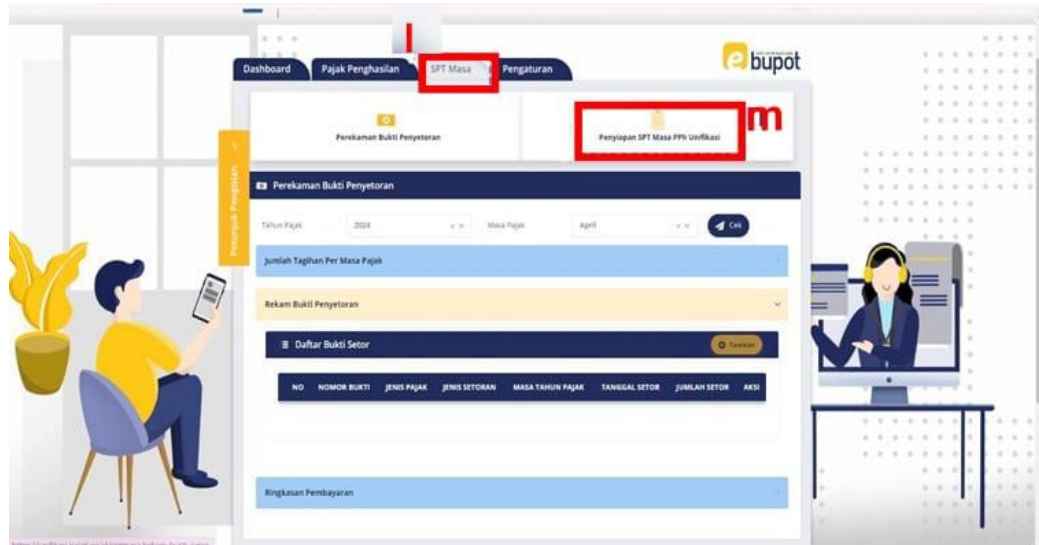 l
e bupot
Dashboard
Pajak Penghasilan
SPT Masa
Pengaturan
m
Perekaman Bukti Penyetoran
Penyiapan SPT Masa PPh Unifikasi
Petunjuk Pengisian
Perekaman Bukti Penyetoran
Tahun Pajak 2024 Masa Pajak April Cek
Jumlah Tagihan Per Masa Pajak
Rekam Bukti Penyetoran
Daftar Bukti Setor
Tambah
NO NOMOR BUKTI JENIS PAJAK JENIS SETORAN MASA TAHUN PAJAK TANGGAL SETOR JUMLAH SETOR AKSI
Ringkasan Pembayaran